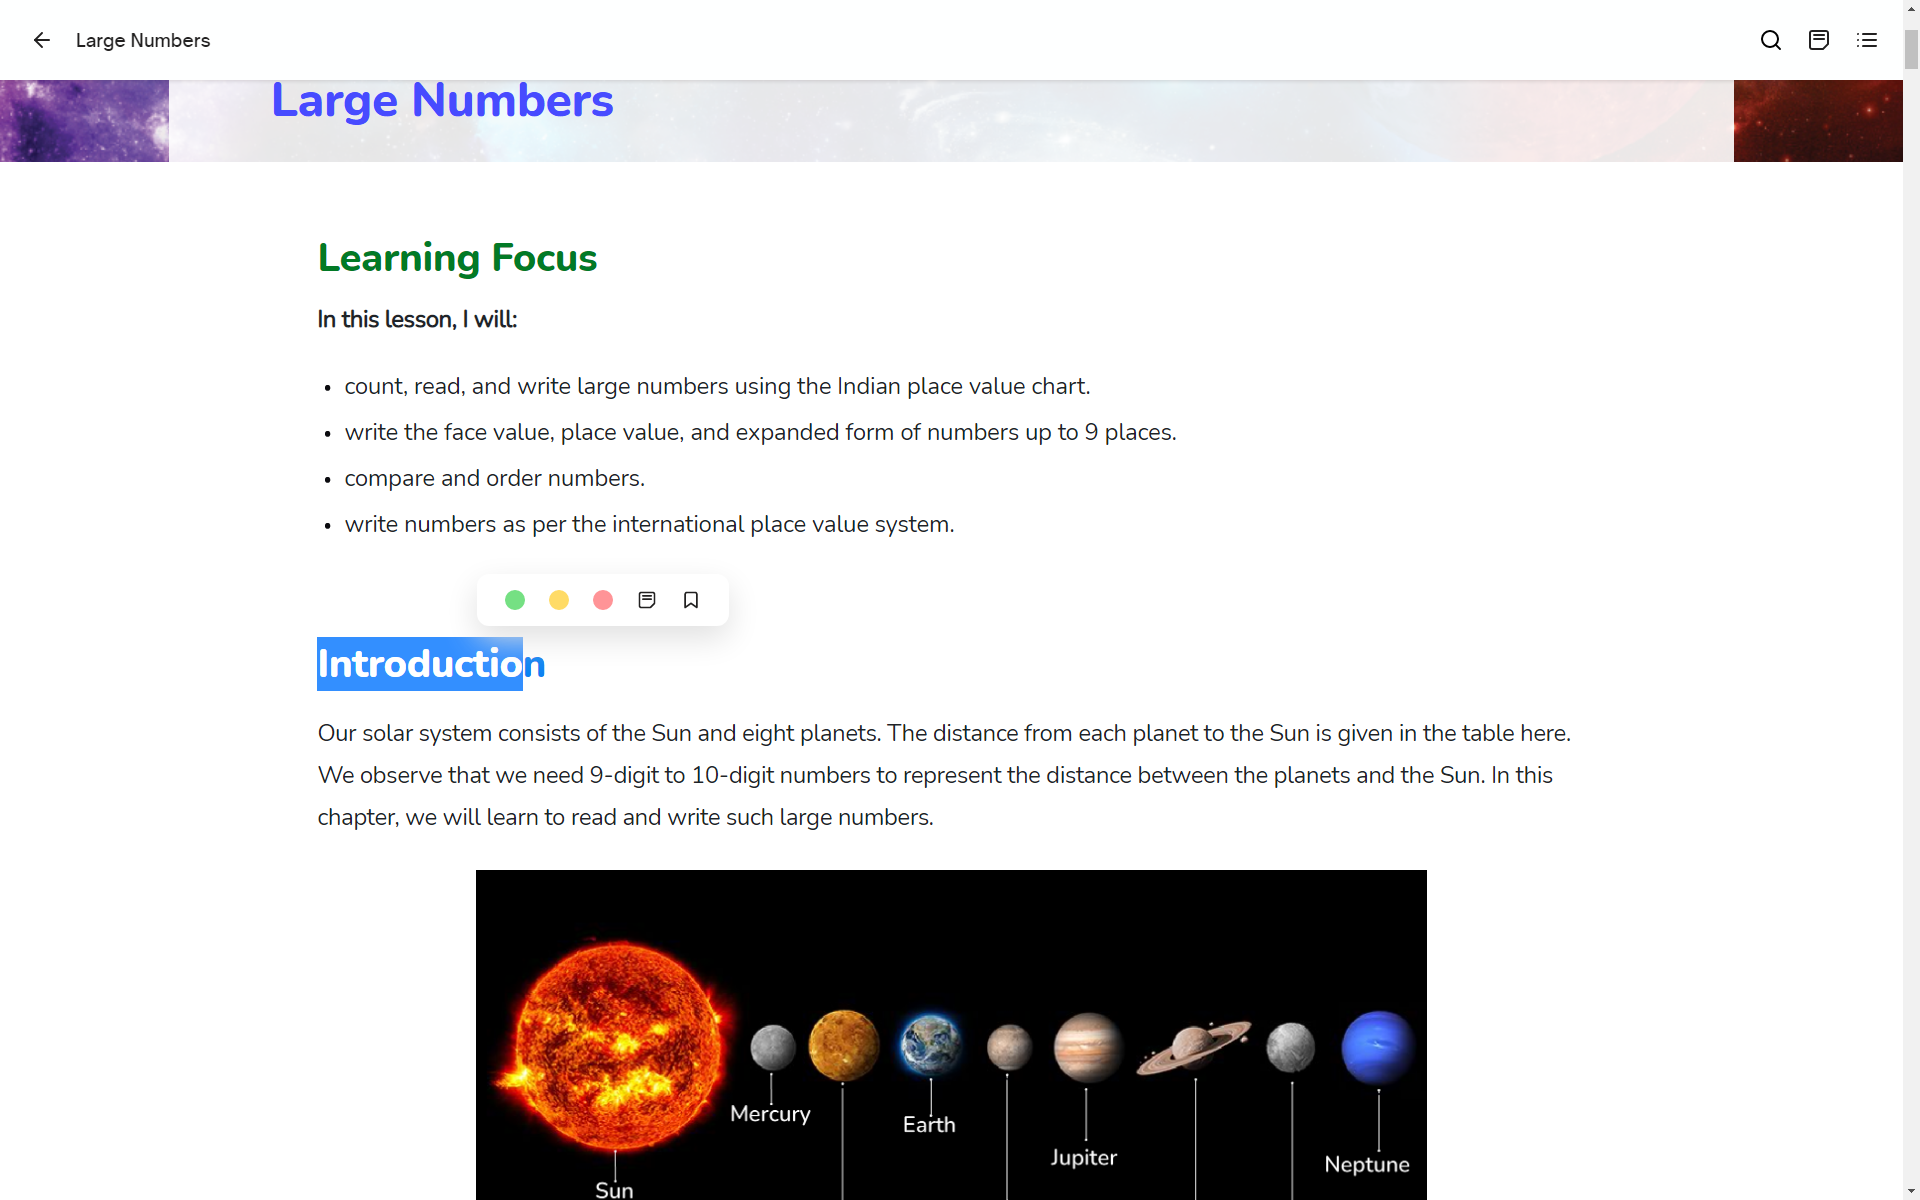 Large Numbers
Large Numbers
Learning Focus
In this lesson, I will:
count, read, and write large numbers using the Indian place value chart.
write the face value, place value, and expanded form of numbers up to 9 places.
compare and order numbers.
write numbers as per the international place value system.
Introduction
Our solar system consists of the Sun and eight planets. The distance from each planet to the Sun is given in the table here.
We observe that we need 9-digit to 10-digit numbers to represent the distance between the planets and the Sun. In this
chapter, we will learn to read and write such large numbers.
Mercury
Earth
Jupiter
Neptune
Sun